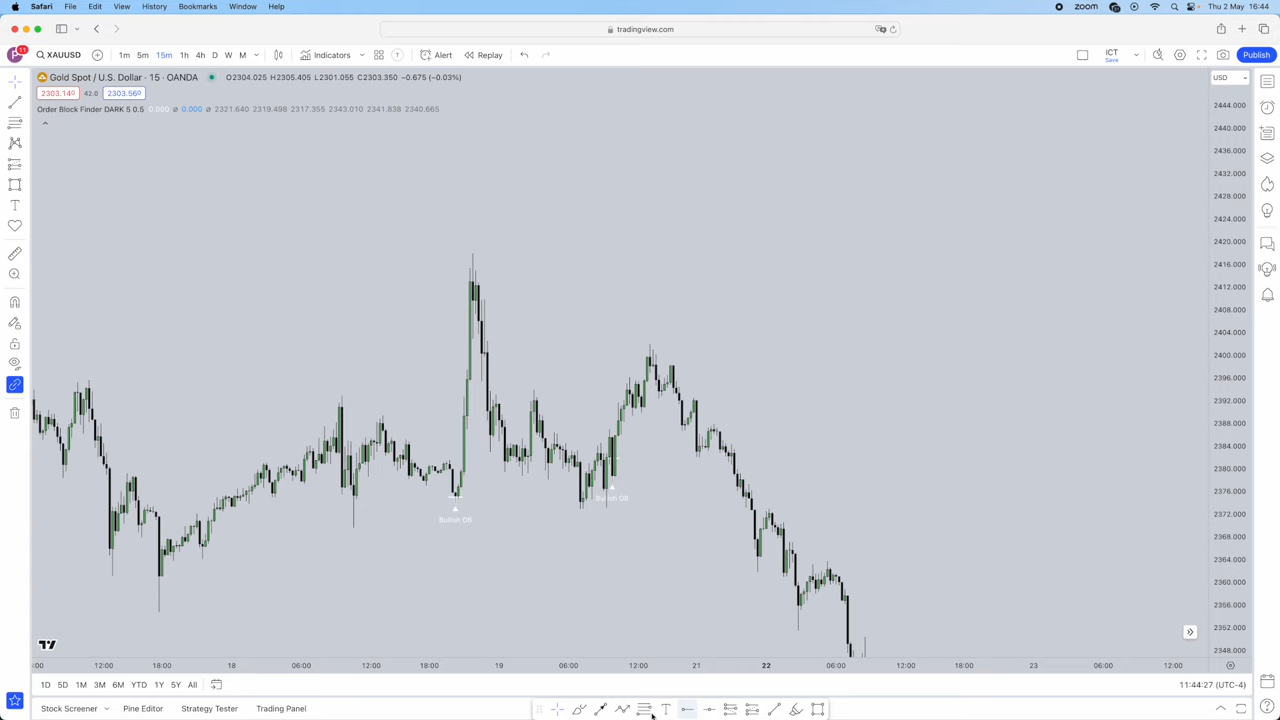 Safari File Edit View History Bookmarks Window Help zoom Thu 2 May 16:44
tradingview.com
11 XAUUSD 1m 5m 15m 1h 4h D W M Indicators T Alert Replay ICT Save Publish
Gold Spot / U.S. Dollar · 15 · OANDA O2304.025 H2305.405 L2301.055 C2303.350 −0.675 (−0.03%) USD
2303.140 42.0 2303.560
Order Block Finder DARK 5 0.5 0.000 ø 0.000 ø 2321.640 2319.498 2317.355 2343.010 2341.838 2340.665
2444.000
2440.000
2436.000
2432.000
2428.000
2424.000
2420.000
2416.000
2412.000
2408.000
2404.000
2400.000
2396.000
2392.000
2388.000
2384.000
2380.000
2376.000
2372.000
2368.000
2364.000
2360.000
2356.000
2352.000
2348.000
Bullish OB
Bullish OB
:00 12:00 18:00 18 06:00 12:00 18:00 19 06:00 12:00 21 22 06:00 12:00 18:00 23 06:00 12:00
1D 5D 1M 3M 6M YTD 1Y 5Y All 11:44:27 (UTC-4)
Stock Screener Pine Editor Strategy Tester Trading Panel T